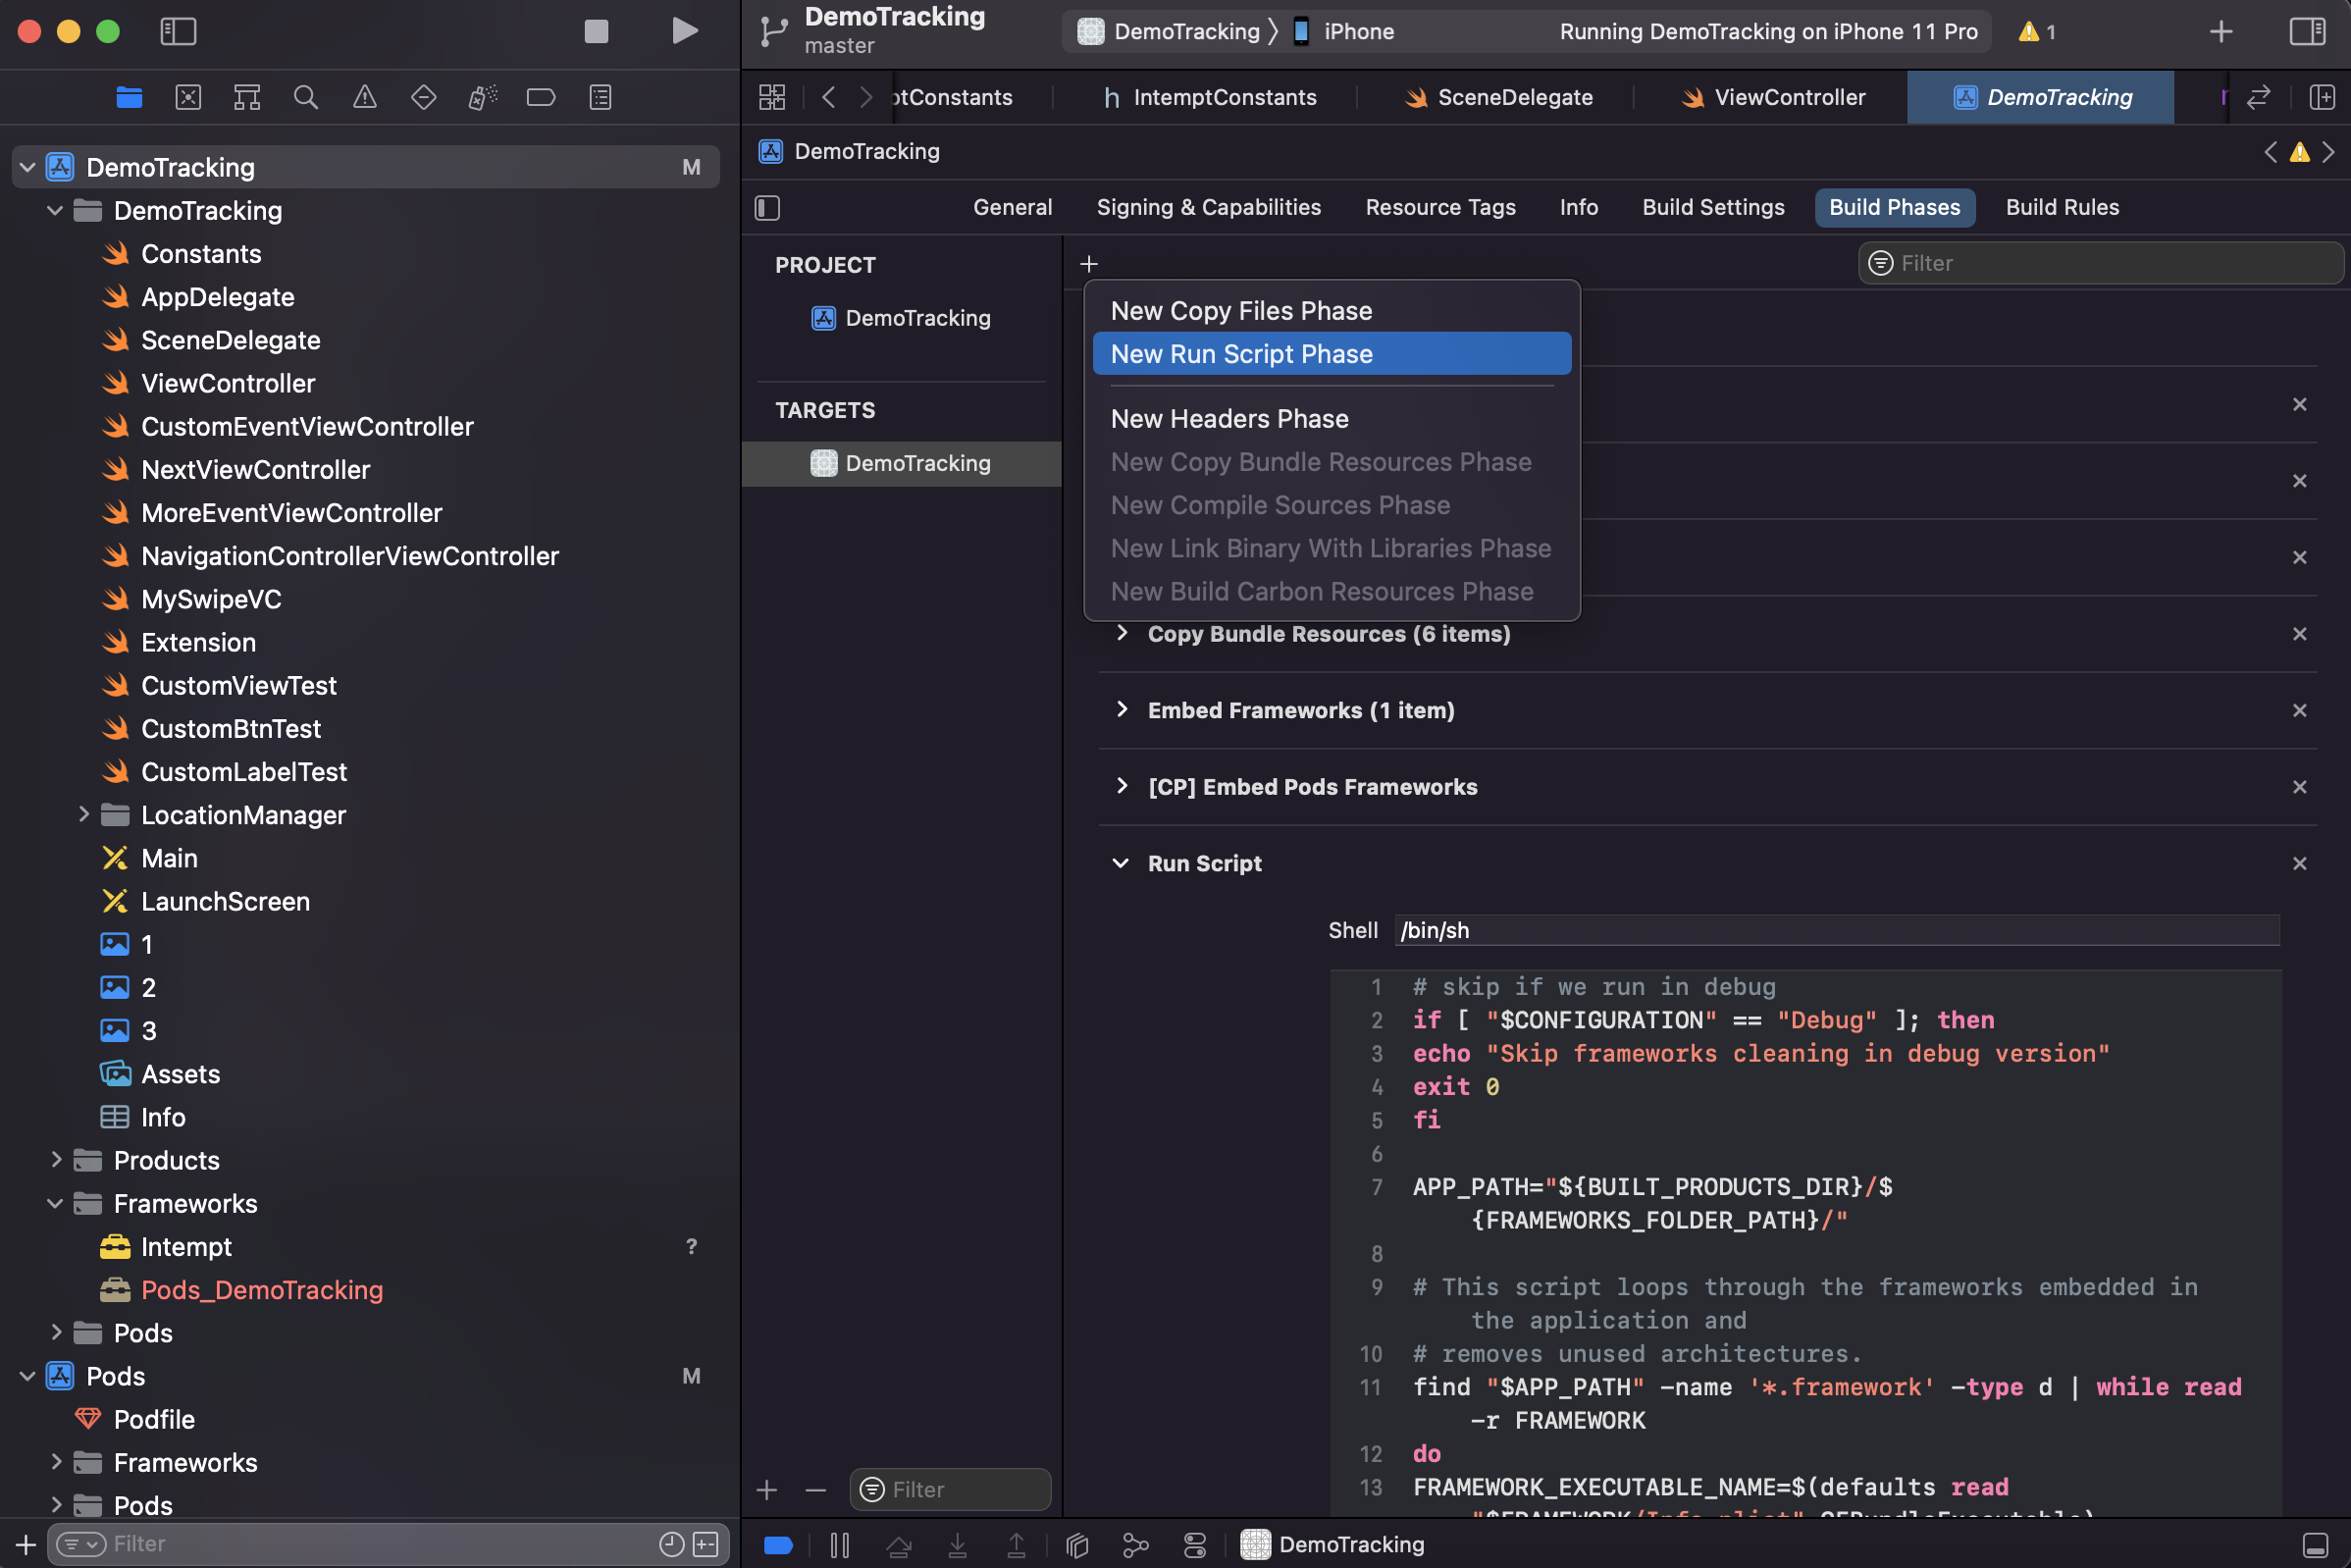 DemoTracking
master
DemoTracking
iPhone
Running DemoTracking on iPhone 11 Pro
1
ptConstants
h IntemptConstants
SceneDelegate
ViewController
DemoTracking
DemoTracking
General
Signing & Capabilities
Resource Tags
Info
Build Settings
Build Phases
Build Rules
DemoTracking M
DemoTracking
Constants
AppDelegate
SceneDelegate
ViewController
CustomEventViewController
NextViewController
MoreEventViewController
NavigationControllerViewController
MySwipeVC
Extension
CustomViewTest
CustomBtnTest
CustomLabelTest
LocationManager
Main
LaunchScreen
1
2
3
Assets
Info
Products
Frameworks
Intempt ?
Pods_DemoTracking
Pods
Pods M
Podfile
Frameworks
Pods
Filter
PROJECT
DemoTracking
TARGETS
DemoTracking
Filter
Filter
New Copy Files Phase
New Run Script Phase
New Headers Phase
New Copy Bundle Resources Phase
New Compile Sources Phase
New Link Binary With Libraries Phase
New Build Carbon Resources Phase
Copy Bundle Resources (6 items)
Embed Frameworks (1 item)
[CP] Embed Pods Frameworks
Run Script
Shell /bin/sh
1 # skip if we run in debug
2 if [ "$CONFIGURATION" == "Debug" ]; then
3 echo "Skip frameworks cleaning in debug version"
4 exit 0
5 fi
6
7 APP_PATH="${BUILT_PRODUCTS_DIR}/$
{FRAMEWORKS_FOLDER_PATH}/"
8
9 # This script loops through the frameworks embedded in
the application and
10 # removes unused architectures.
11 find "$APP_PATH" -name '*.framework' -type d | while read
-r FRAMEWORK
12 do
13 FRAMEWORK_EXECUTABLE_NAME=$(defaults read
"$FRAMEWORK/Info.plist" CFBundleExecutable)
DemoTracking